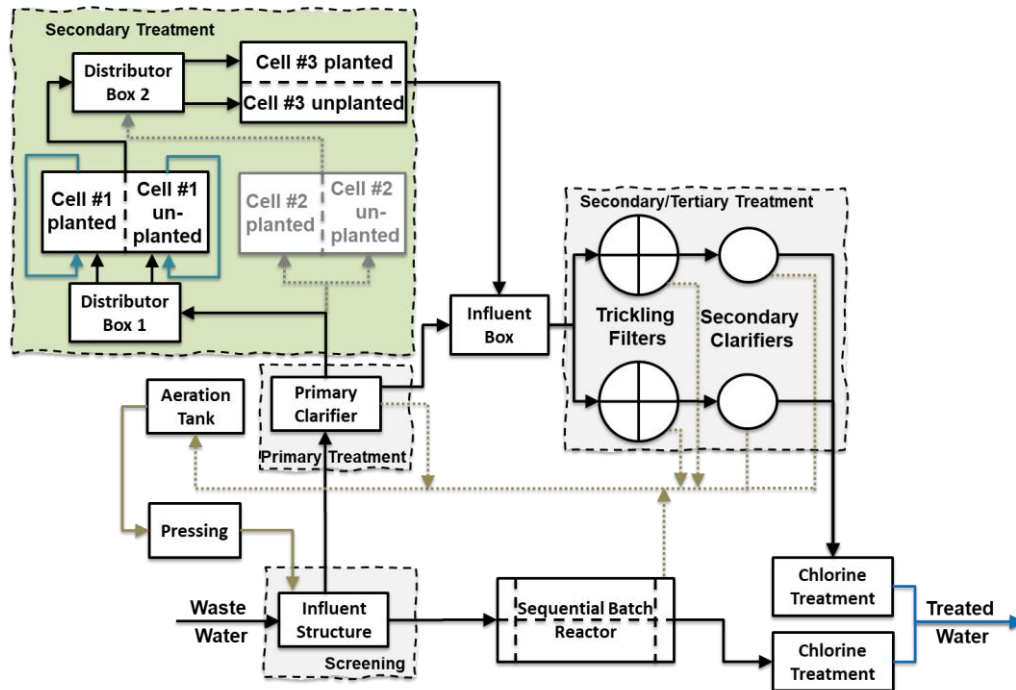 Secondary Treatment
Distributor
Box 2
Cell #3 planted
Cell #3 unplanted
Cell #1
planted
Cell #1
un-
planted
Cell #2
planted
Cell #2
un-
planted
Distributor
Box 1
Secondary/Tertiary Treatment
Influent
Box
Trickling
Filters
Secondary
Clarifiers
Aeration
Tank
Primary
Clarifier
Primary Treatment
Pressing
Waste
Water
Influent
Structure
Screening
Sequential Batch
Reactor
Chlorine
Treatment
Chlorine
Treatment
Treated
Water